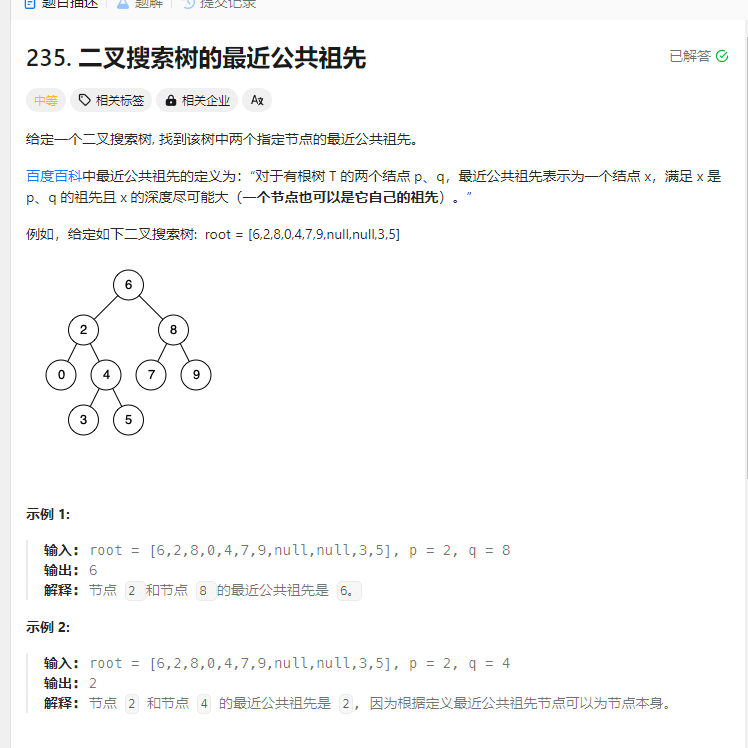 题目描述 题解 提交记录
235. 二叉搜索树的最近公共祖先
已解答
中等 相关标签 相关企业
给定一个二叉搜索树, 找到该树中两个指定节点的最近公共祖先。
百度百科中最近公共祖先的定义为：“对于有根树 T 的两个结点 p、q，最近公共祖先表示为一个结点 x，满足 x 是
p、q 的祖先且 x 的深度尽可能大（一个节点也可以是它自己的祖先）。”
例如，给定如下二叉搜索树: root = [6,2,8,0,4,7,9,null,null,3,5]
6
2 8
0 4 7 9
3 5
示例 1:
输入: root = [6,2,8,0,4,7,9,null,null,3,5], p = 2, q = 8
输出: 6
解释: 节点 2 和节点 8 的最近公共祖先是 6。
示例 2:
输入: root = [6,2,8,0,4,7,9,null,null,3,5], p = 2, q = 4
输出: 2
解释: 节点 2 和节点 4 的最近公共祖先是 2, 因为根据定义最近公共祖先节点可以为节点本身。